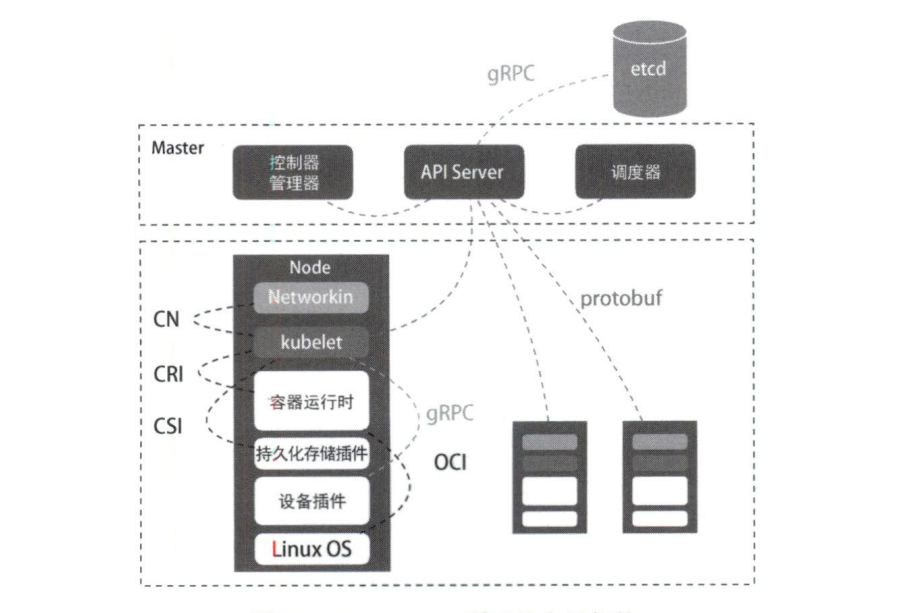 gRPC
etcd
Master
控制器
管理器
API Server
调度器
Node
Networkin
protobuf
CN
kubelet
CRI
容器运行时
CSI
gRPC
持久化存储插件
OCI
设备插件
Linux OS